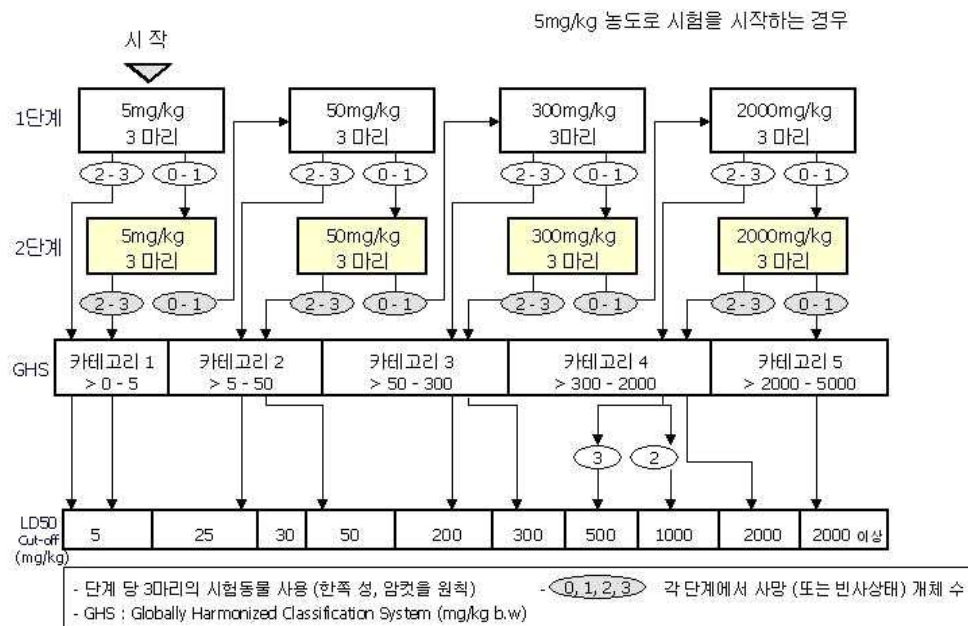 5mg/kg 농도로 시험을 시작하는 경우
시 작
1단계
5mg/kg
3 마리
50mg/kg
3 마리
300mg/kg
3마리
2000mg/kg
3 마리
2 - 3
0 - 1
2 - 3
0 - 1
2 - 3
0 - 1
2 - 3
0 - 1
2단계
5mg/kg
3 마리
50mg/kg
3 마리
300mg/kg
3 마리
2000mg/kg
3 마리
2 - 3
0 - 1
2 - 3
0 - 1
2 - 3
0 - 1
2 - 3
0 - 1
GHS
카테고리 1
> 0 - 5
카테고리 2
> 5 - 50
카테고리 3
> 50 - 300
카테고리 4
> 300 - 2000
카테고리 5
> 2000 - 5000
3
2
LD50
Cut-off
(mg/kg)
5
25
30
50
200
300
500
1000
2000
2000 이상
- 단계 당 3마리의 시험동물 사용 (한쪽 성, 암컷을 원칙)
- 0, 1, 2, 3 각 단계에서 사망 (또는 빈사상태) 개체 수
- GHS : Globally Harmonized Classification System (mg/kg b.w)